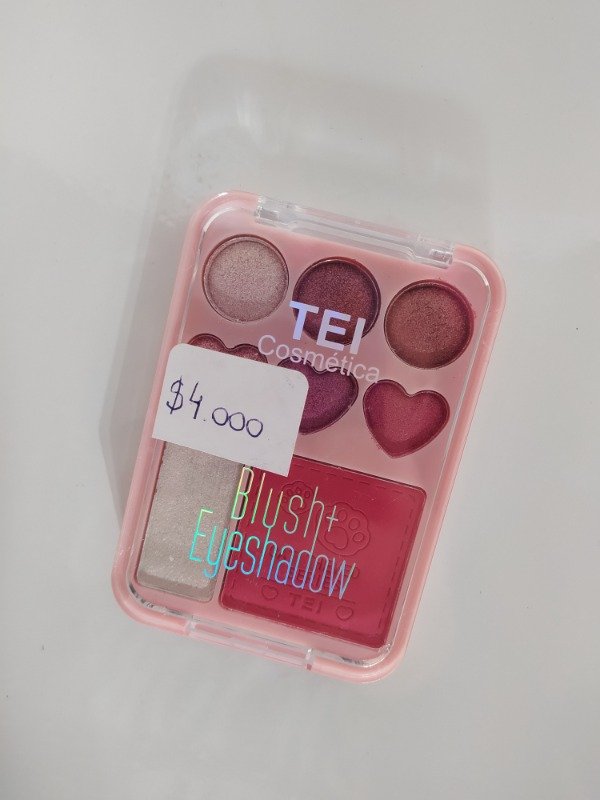 TEI
Cosmética
$4.000
Blush+
Eyeshadow
TEI